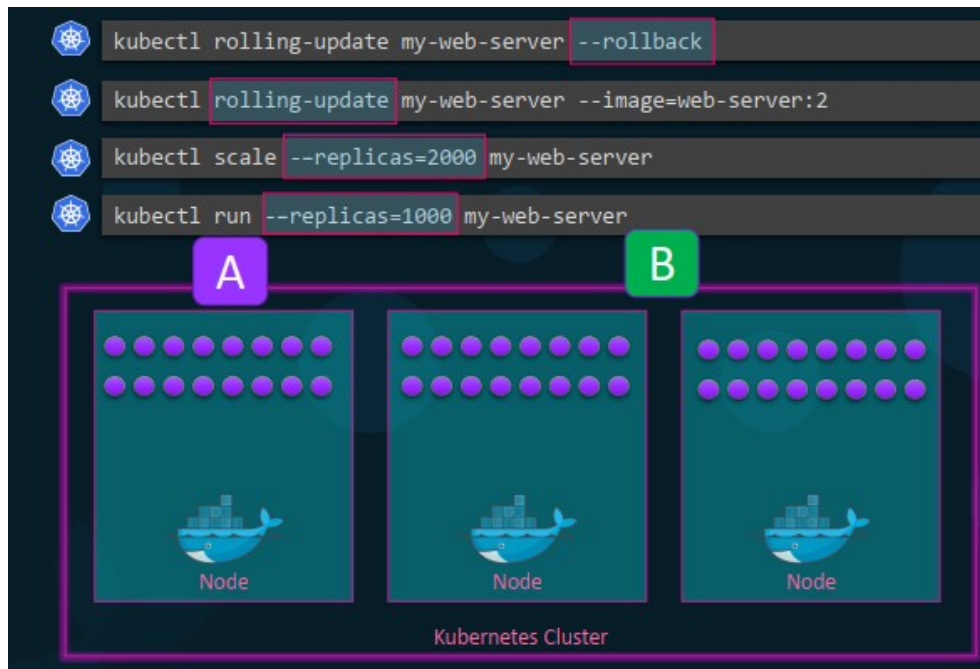 kubectl rolling-update my-web-server --rollback
kubectl rolling-update my-web-server --image=web-server:2
kubectl scale --replicas=2000 my-web-server
kubectl run --replicas=1000 my-web-server
A
B
Node
Node
Node
Kubernetes Cluster